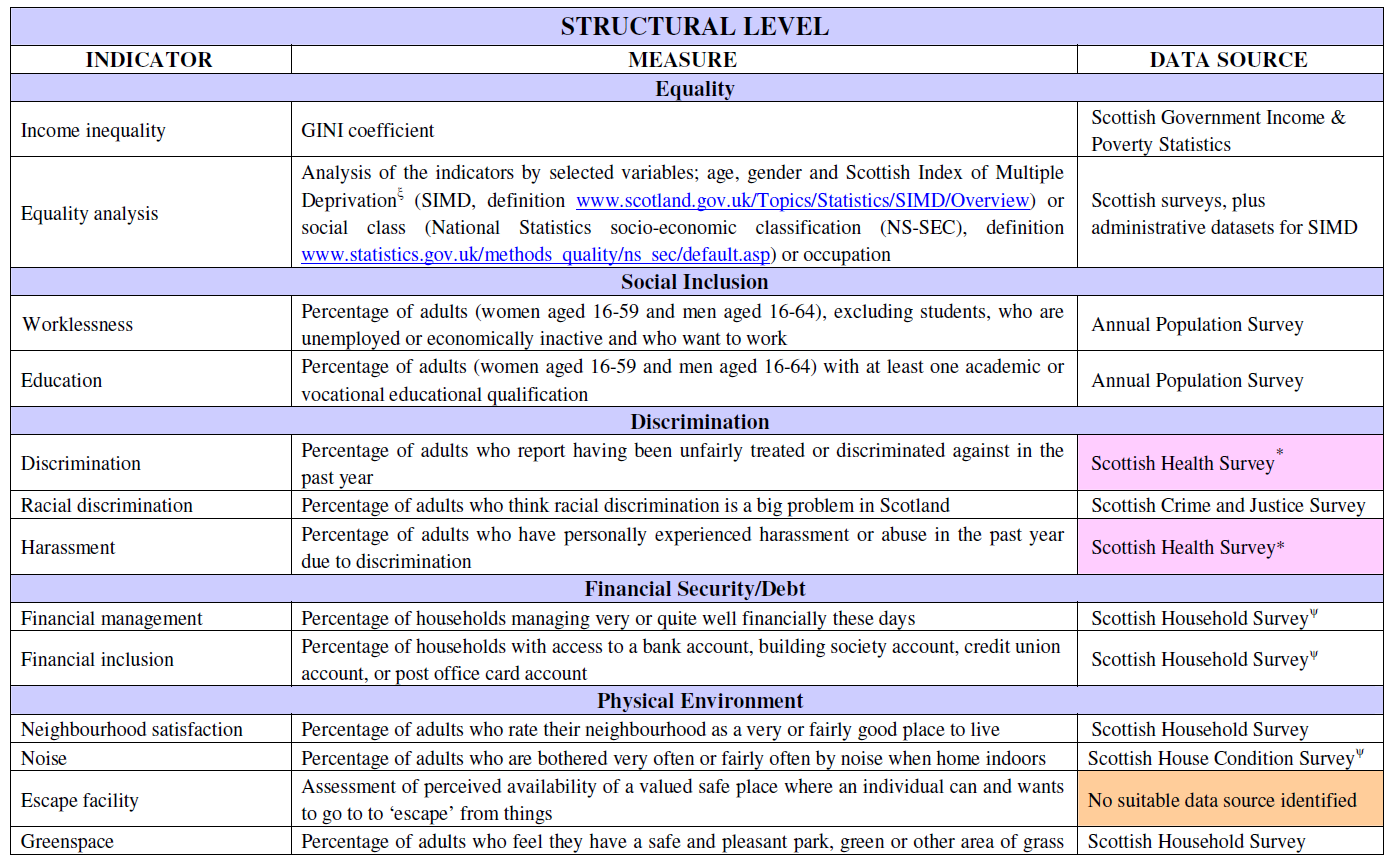 STRUCTURAL LEVEL
INDICATOR MEASURE DATA SOURCE
Equality
Income inequality GINI coefficient Scottish Government Income &
Poverty Statistics
Equality analysis Analysis of the indicators by selected variables; age, gender and Scottish Index of Multiple
Deprivationξ (SIMD, definition www.scotland.gov.uk/Topics/Statistics/SIMD/Overview) or
social class (National Statistics socio-economic classification (NS-SEC), definition
www.statistics.gov.uk/methods_quality/ns_sec/default.asp) or occupation
Scottish surveys, plus
administrative datasets for SIMD
Social Inclusion
Worklessness Percentage of adults (women aged 16-59 and men aged 16-64), excluding students, who are
unemployed or economically inactive and who want to work
Annual Population Survey
Education Percentage of adults (women aged 16-59 and men aged 16-64) with at least one academic or
vocational educational qualification
Annual Population Survey
Discrimination
Discrimination Percentage of adults who report having been unfairly treated or discriminated against in the
past year
Scottish Health Survey*
Racial discrimination Percentage of adults who think racial discrimination is a big problem in Scotland Scottish Crime and Justice Survey
Harassment Percentage of adults who have personally experienced harassment or abuse in the past year
due to discrimination
Scottish Health Survey*
Financial Security/Debt
Financial management Percentage of households managing very or quite well financially these days Scottish Household Surveyψ
Financial inclusion Percentage of households with access to a bank account, building society account, credit union
account, or post office card account
Scottish Household Surveyψ
Physical Environment
Neighbourhood satisfaction Percentage of adults who rate their neighbourhood as a very or fairly good place to live Scottish Household Survey
Noise Percentage of adults who are bothered very often or fairly often by noise when home indoors Scottish House Condition Surveyψ
Escape facility Assessment of perceived availability of a valued safe place where an individual can and wants
to go to to ‘escape’ from things
No suitable data source identified
Greenspace Percentage of adults who feel they have a safe and pleasant park, green or other area of grass Scottish Household Survey